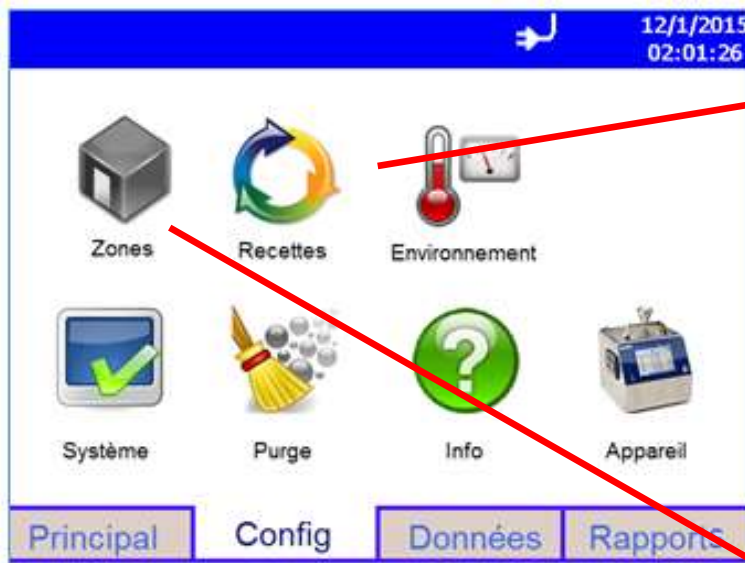 12/1/2015
02:01:26
Zones Recettes Environnement
Système Purge Info Appareil
Principal Config Données Rapports